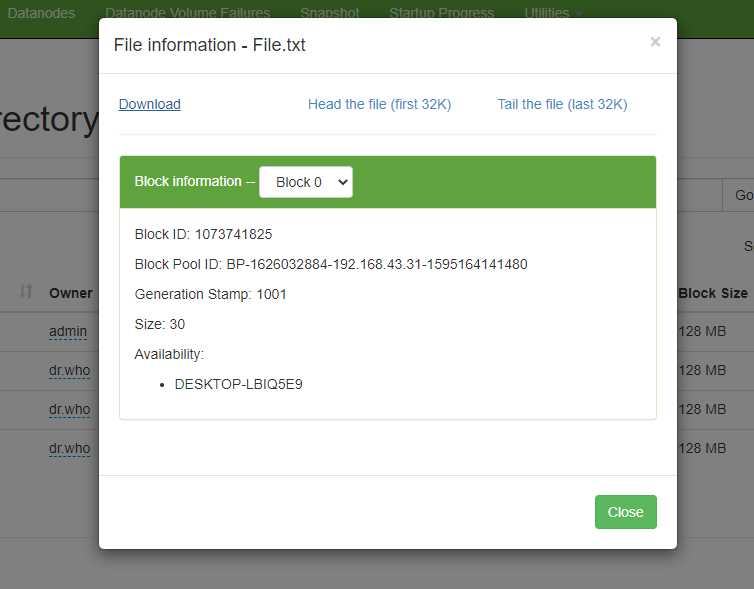 Datanodes Datanode Volume Failures Snapshot Startup Progress Utilities
File information - File.txt ×
Download Head the file (first 32K) Tail the file (last 32K)
rectory
Block information -- Block 0
Go
Block ID: 1073741825
S
Block Pool ID: BP-1626032884-192.168.43.31-1595164141480
Owner Generation Stamp: 1001 Block Size
admin Size: 30 128 MB
Availability:
dr.who 128 MB
DESKTOP-LBIQ5E9
dr.who 128 MB
dr.who 128 MB
Close